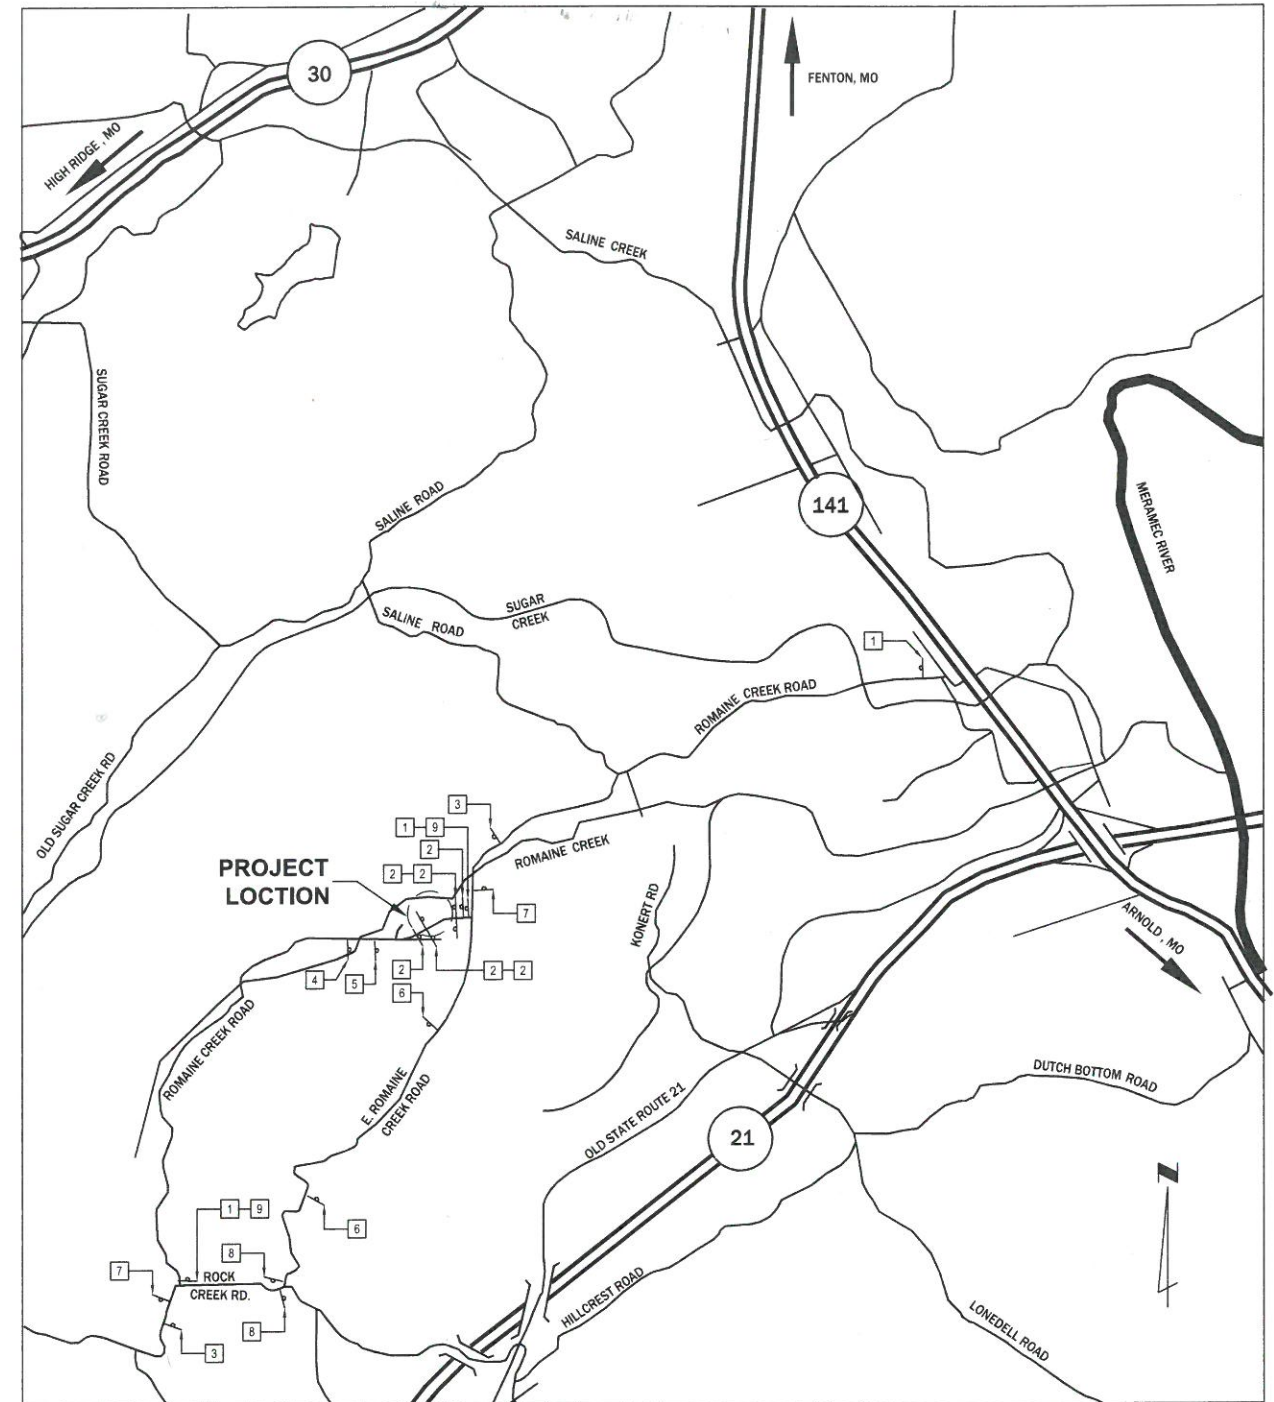 30
FENTON, MO
HIGH RIDGE , MO
SALINE CREEK
SUGAR CREEK ROAD
SALINE ROAD
141
MERAMEC RIVER
SUGAR
CREEK
SALINE ROAD
1
ROMAINE CREEK ROAD
OLD SUGAR CREEK RD
3
1 9
2
ROMAINE CREEK
PROJECT
LOCTION
2 2
7
KONERT RD
ARNOLD , MO
4
5
2
2 2
6
ROMAINE CREEK ROAD
E. ROMAINE
CREEK ROAD
DUTCH BOTTOM ROAD
OLD STATE ROUTE 21
21
N
1 9
6
8
7
ROCK
CREEK RD.
8
3
HILLCREST ROAD
LONEDELL ROAD